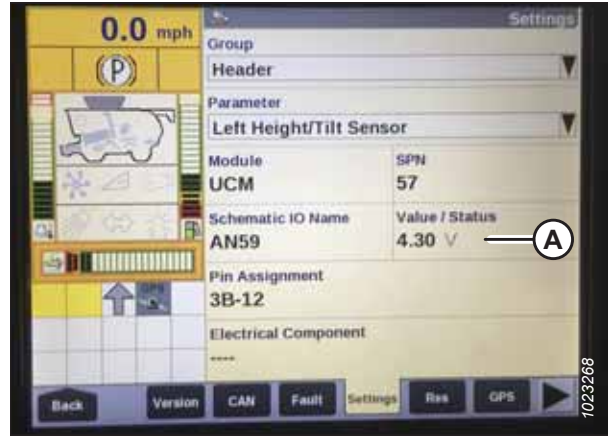 0.0 mph
(P)
Settings
Group
Header
Parameter
Left Height/Tilt Sensor
Module
UCM
SPN
57
Schematic IO Name
AN59
Value / Status
4.30 V
A
Pin Assignment
3B-12
Electrical Component
----
Back
Version
CAN
Fault
Settings
Res
GPS
1023268